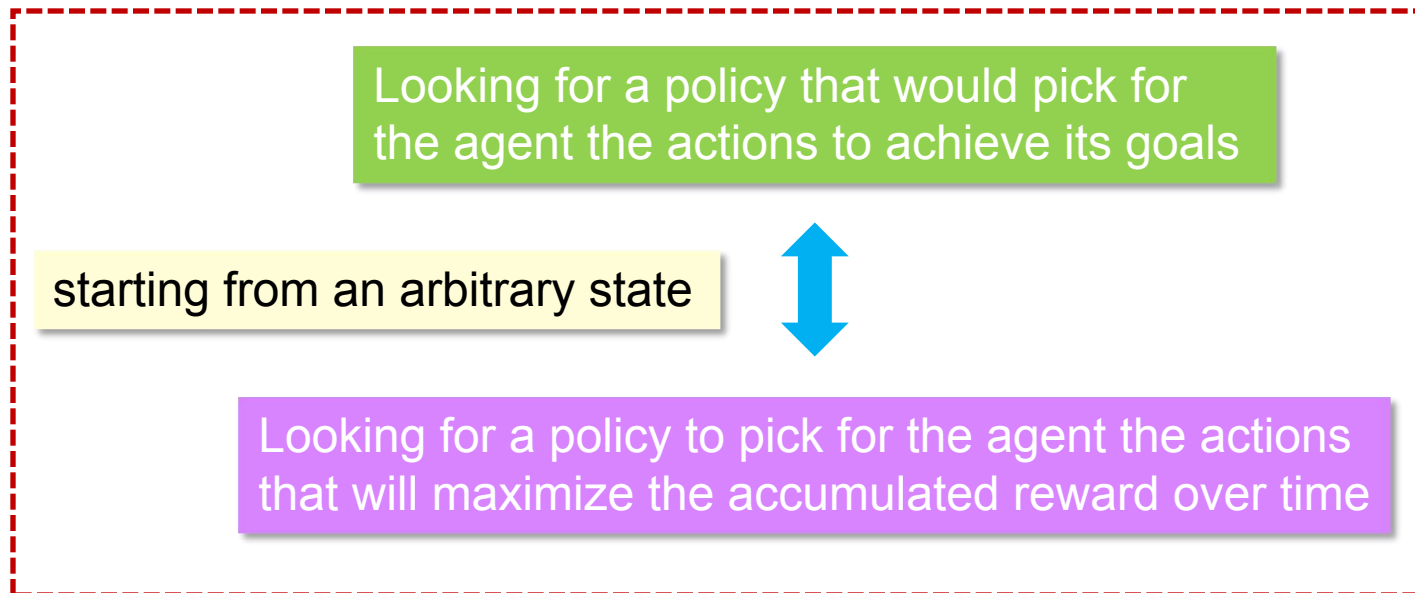 Looking for a policy that would pick for
the agent the actions to achieve its goals
starting from an arbitrary state
Looking for a policy to pick for the agent the actions
that will maximize the accumulated reward over time